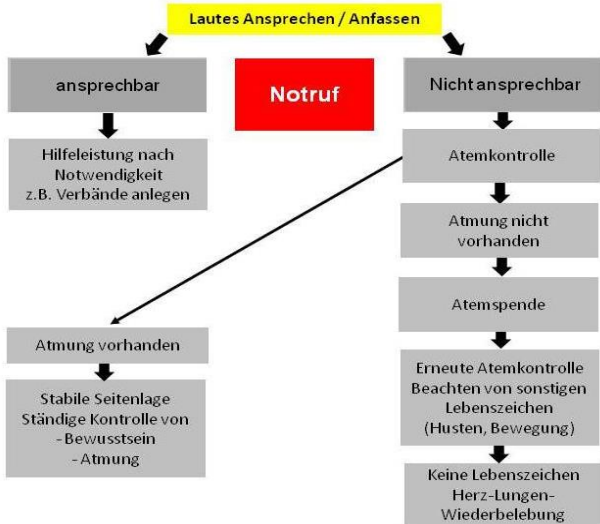 Lautes Ansprechen / Anfassen
ansprechbar
Notruf
Nicht ansprechbar
Hilfeleistung nach
Notwendigkeit
z.B. Verbände anlegen
Atemkontrolle
Atmung nicht
vorhanden
Atemspende
Atmung vorhanden
Stabile Seitenlage
Ständige Kontrolle von
- Bewusstsein
- Atmung
Erneute Atemkontrolle
Beachten von sonstigen
Lebenszeichen
(Husten, Bewegung)
Keine Lebenszeichen
Herz-Lungen-
Wiederbelebung